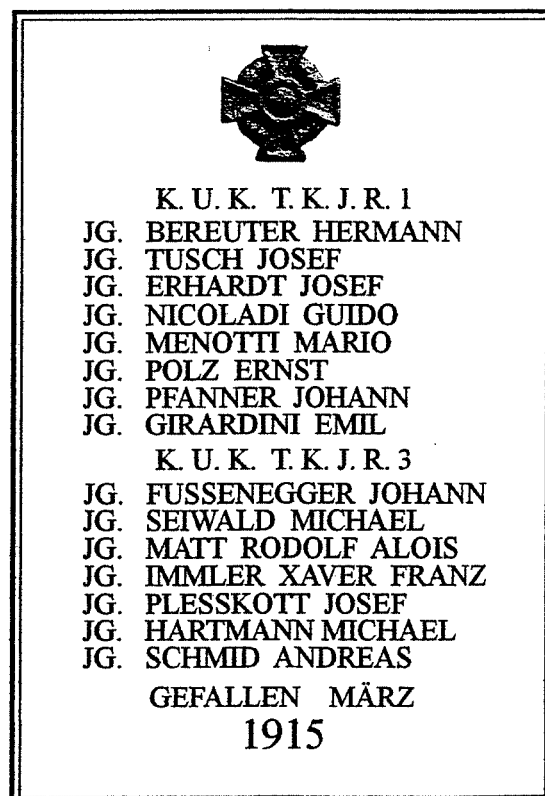 K. U. K. T. K. J. R. 1
JG. BEREUTER HERMANN
JG. TUSCH JOSEF
JG. ERHARDT JOSEF
JG. NICOLADI GUIDO
JG. MENOTTI MARIO
JG. POLZ ERNST
JG. PFANNER JOHANN
JG. GIRARDINI EMIL
K. U. K. T. K. J. R. 3
JG. FUSSENEGGER JOHANN
JG. SEIWALD MICHAEL
JG. MATT RODOLF ALOIS
JG. IMMLER XAVER FRANZ
JG. PLESSKOTT JOSEF
JG. HARTMANN MICHAEL
JG. SCHMID ANDREAS
GEFALLEN MÄRZ
1915